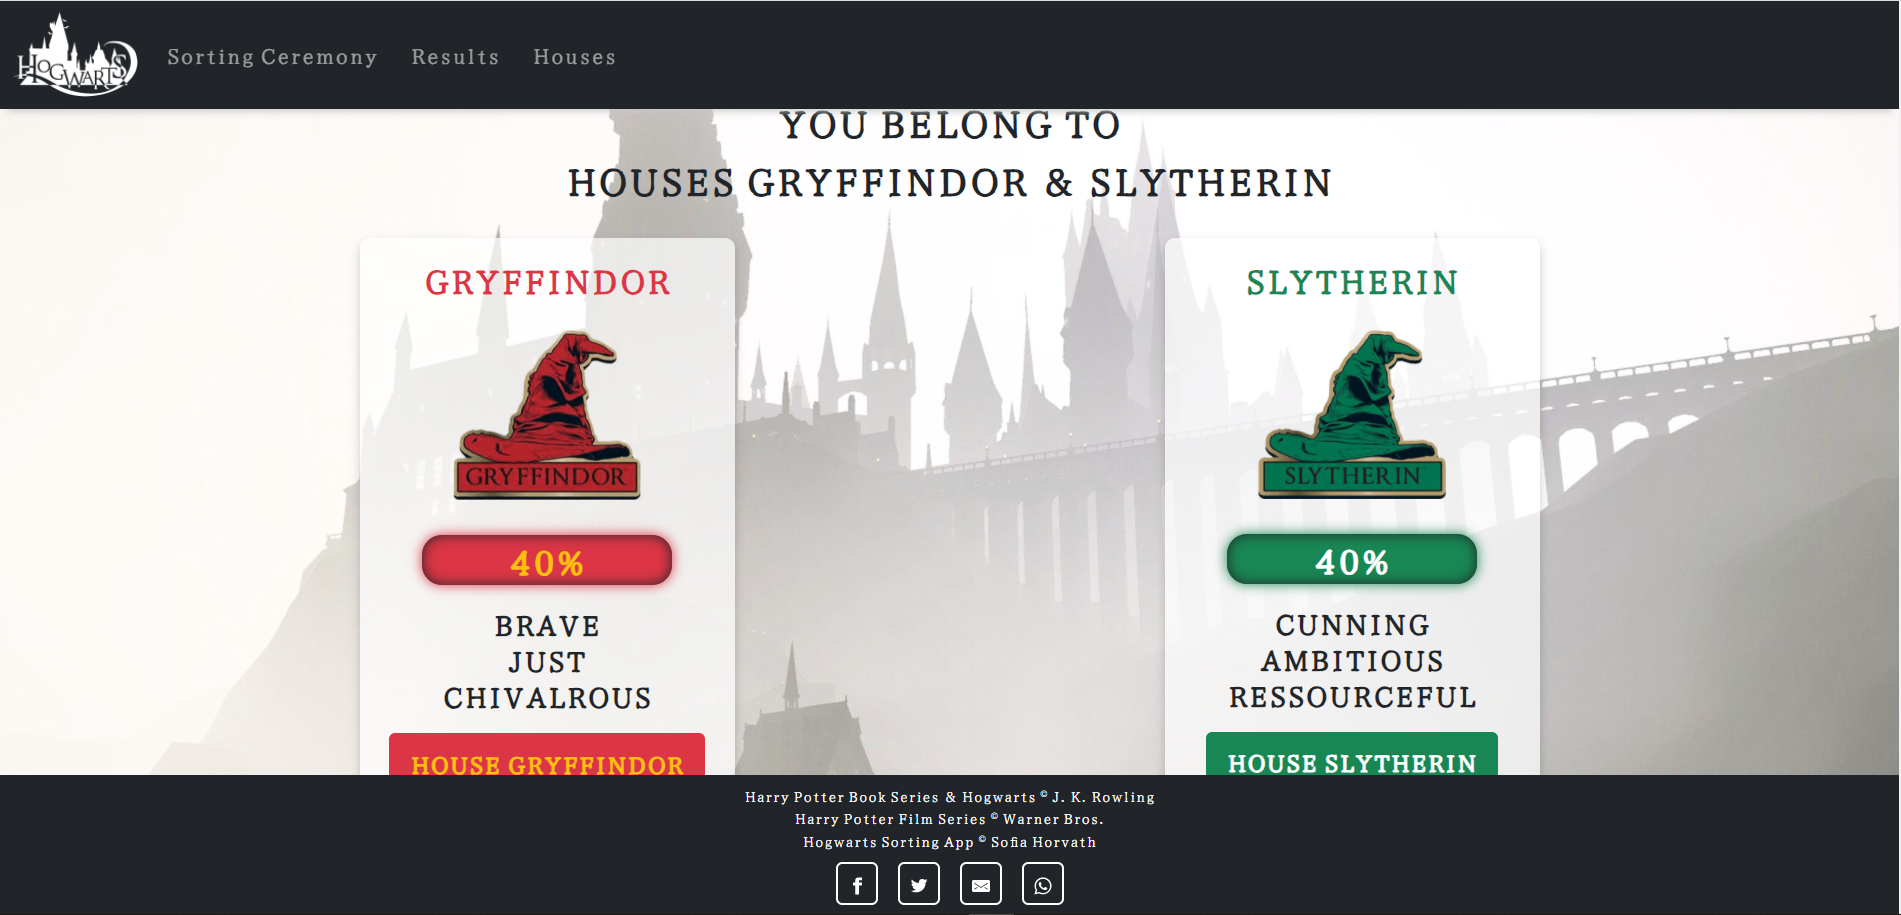 HOGWARTS
Sorting Ceremony
Results
Houses
YOU BELONG TO
HOUSES GRYFFINDOR & SLYTHERIN
GRYFFINDOR
GRYFFINDOR
40%
BRAVE
JUST
CHIVALROUS
HOUSE GRYFFINDOR
SLYTHERIN
SLYTHERIN
40%
CUNNING
AMBITIOUS
RESSOURCEFUL
HOUSE SLYTHERIN
Harry Potter Book Series & Hogwarts © J. K. Rowling
Harry Potter Film Series © Warner Bros.
Hogwarts Sorting App © Sofia Horvath